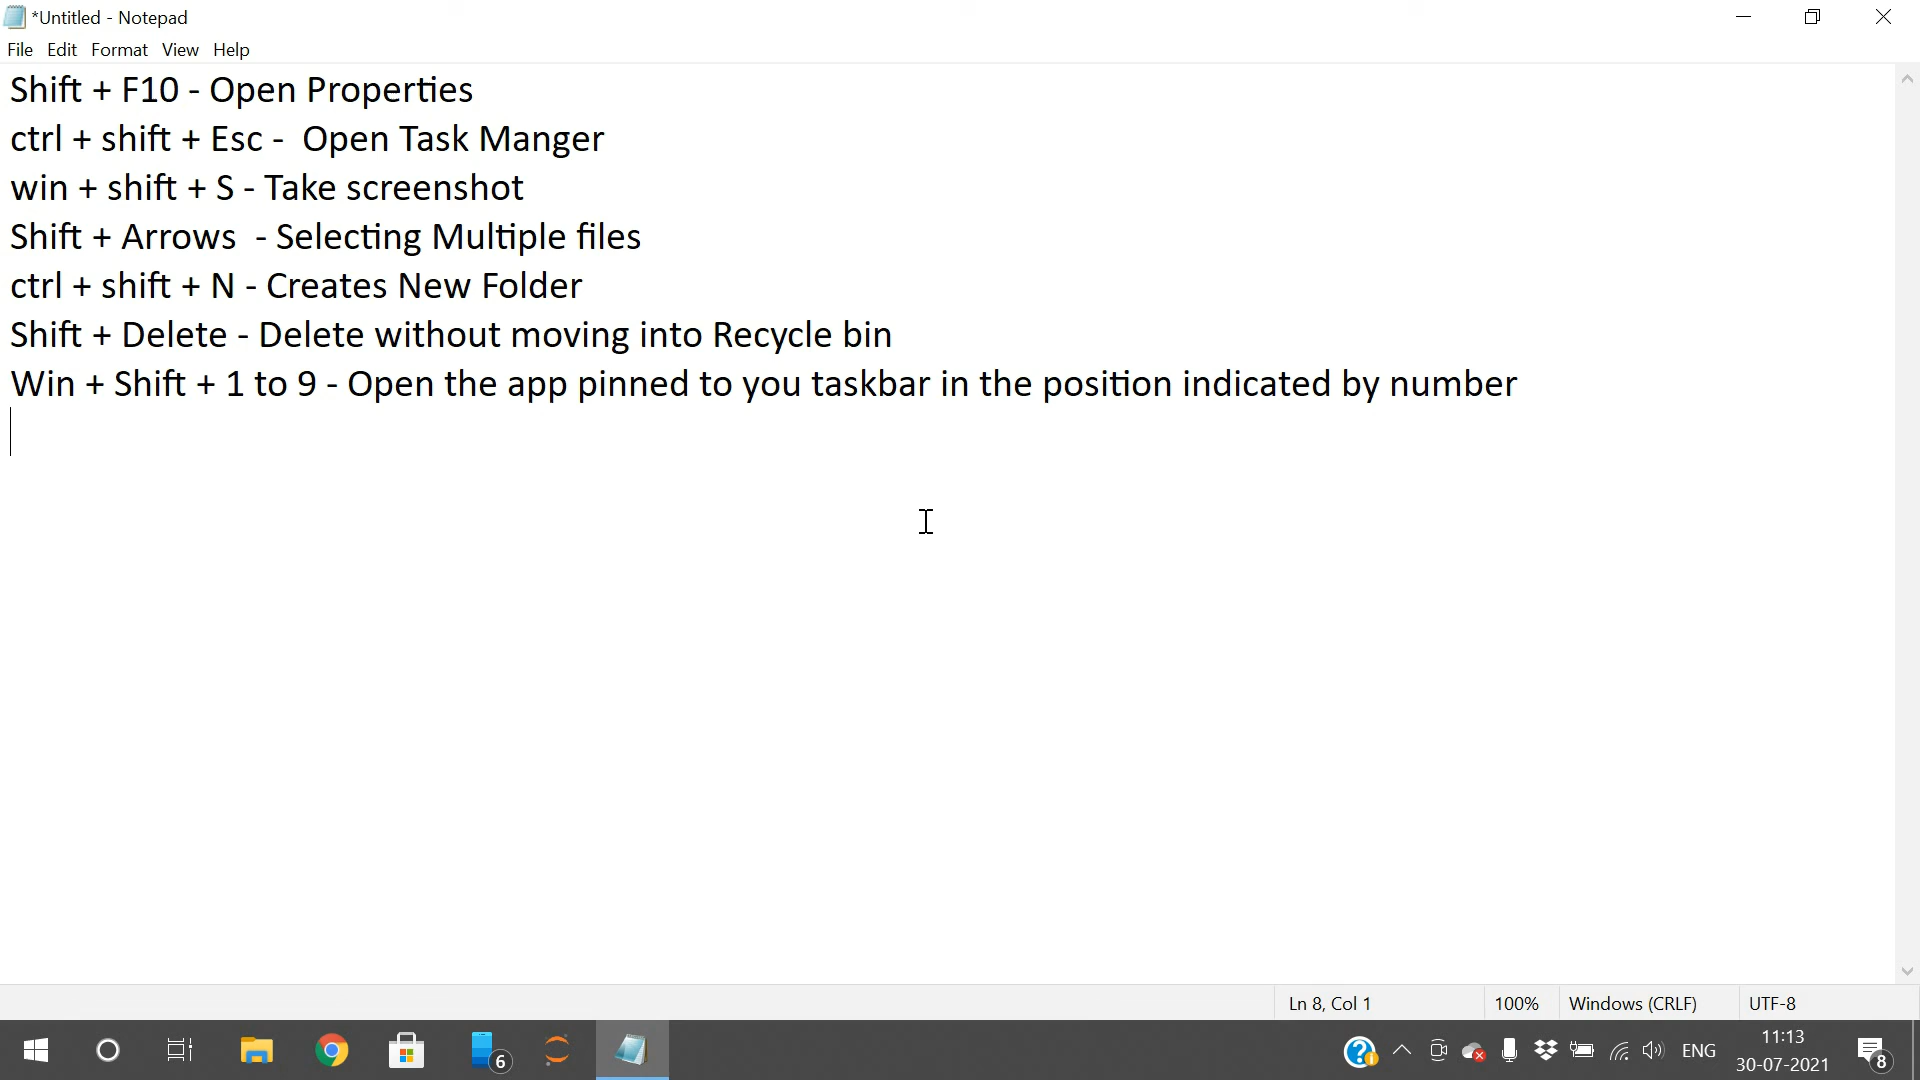 *Untitled - Notepad
File Edit Format View Help
Shift + F10 - Open Properties
ctrl + shift + Esc -  Open Task Manger
win + shift + S - Take screenshot
Shift + Arrows  - Selecting Multiple files
ctrl + shift + N - Creates New Folder
Shift + Delete - Delete without moving into Recycle bin
Win + Shift + 1 to 9 - Open the app pinned to you taskbar in the position indicated by number
Ln 8, Col 1 100% Windows (CRLF) UTF-8
6 ENG 11:13 8
30-07-2021